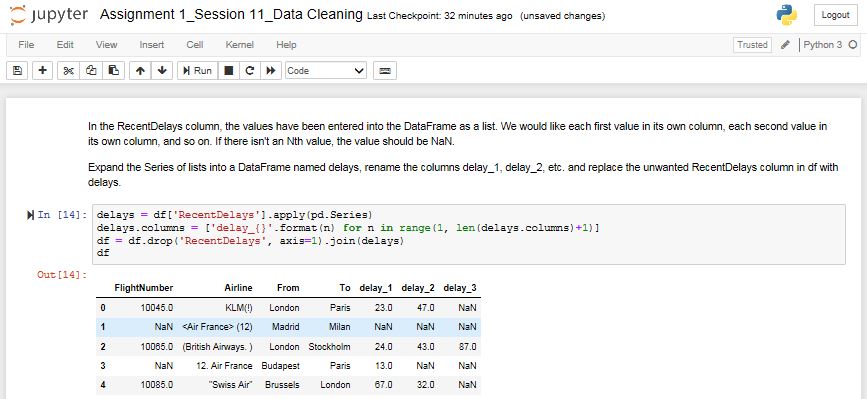 jupyter Assignment 1_Session 11_Data Cleaning Last Checkpoint: 32 minutes ago (unsaved changes) Logout
File Edit View Insert Cell Kernel Help Trusted Python 3
Run Code
In the RecentDelays column, the values have been entered into the DataFrame as a list. We would like each first value in its own column, each second value in
its own column, and so on. If there isn't an Nth value, the value should be NaN.
Expand the Series of lists into a DataFrame named delays, rename the columns delay_1, delay_2, etc. and replace the unwanted RecentDelays column in df with
delays.
In [14]: delays = df['RecentDelays'].apply(pd.Series)
delays.columns = ['delay_{}'.format(n) for n in range(1, len(delays.columns)+1)]
df = df.drop('RecentDelays', axis=1).join(delays)
df
Out[14]:
FlightNumber Airline From To delay_1 delay_2 delay_3
0 10045.0 KLM(!) London Paris 23.0 47.0 NaN
1 NaN <Air France> (12) Madrid Milan NaN NaN NaN
2 10065.0 (British Airways. ) London Stockholm 24.0 43.0 87.0
3 NaN 12. Air France Budapest Paris 13.0 NaN NaN
4 10085.0 "Swiss Air" Brussels London 67.0 32.0 NaN